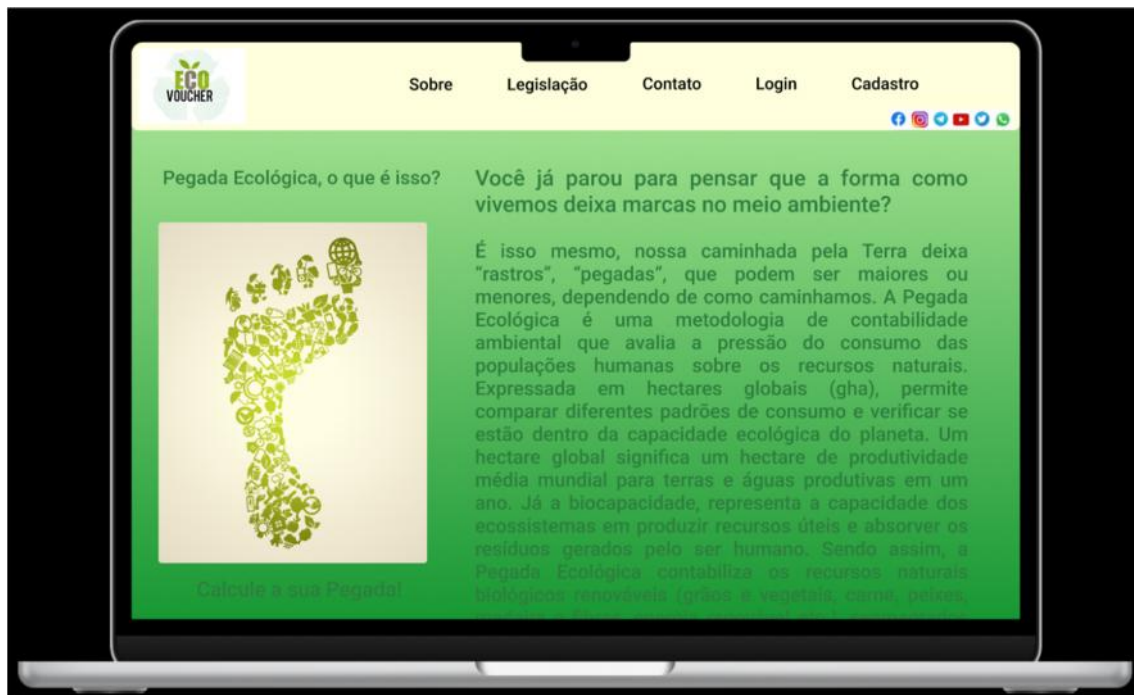 ECO
VOUCHER
Sobre Legislação Contato Login Cadastro
Pegada Ecológica, o que é isso?
Calcule a sua Pegada!
Você já parou para pensar que a forma como
vivemos deixa marcas no meio ambiente?
É isso mesmo, nossa caminhada pela Terra deixa
“rastros”, “pegadas”, que podem ser maiores ou
menores, dependendo de como caminhamos. A Pegada
Ecológica é uma metodologia de contabilidade
ambiental que avalia a pressão do consumo das
populações humanas sobre os recursos naturais.
Expressada em hectares globais (gha), permite
comparar diferentes padrões de consumo e verificar se
estão dentro da capacidade ecológica do planeta. Um
hectare global significa um hectare de produtividade
média mundial para terras e águas produtivas em um
ano. Já a biocapacidade, representa a capacidade dos
ecossistemas em produzir recursos úteis e absorver os
resíduos gerados pelo ser humano. Sendo assim, a
Pegada Ecológica contabiliza os recursos naturais
biológicos renováveis (grãos e vegetais, carne, peixes,